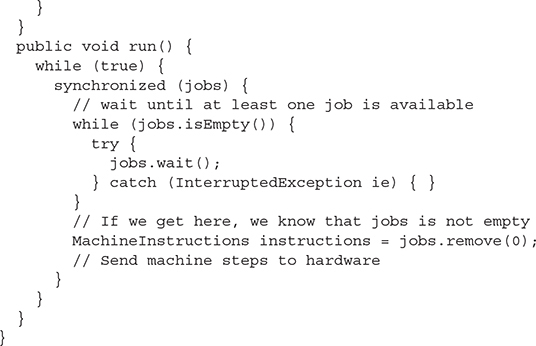 }
  }
  public void run() {
    while (true) {
      synchronized (jobs) {
        // wait until at least one job is available
        while (jobs.isEmpty()) {
          try {
            jobs.wait();
          } catch (InterruptedException ie) { }
        }
        // If we get here, we know that jobs is not empty
        MachineInstructions instructions = jobs.remove(0);
        // Send machine steps to hardware
      }
    }
  }
}